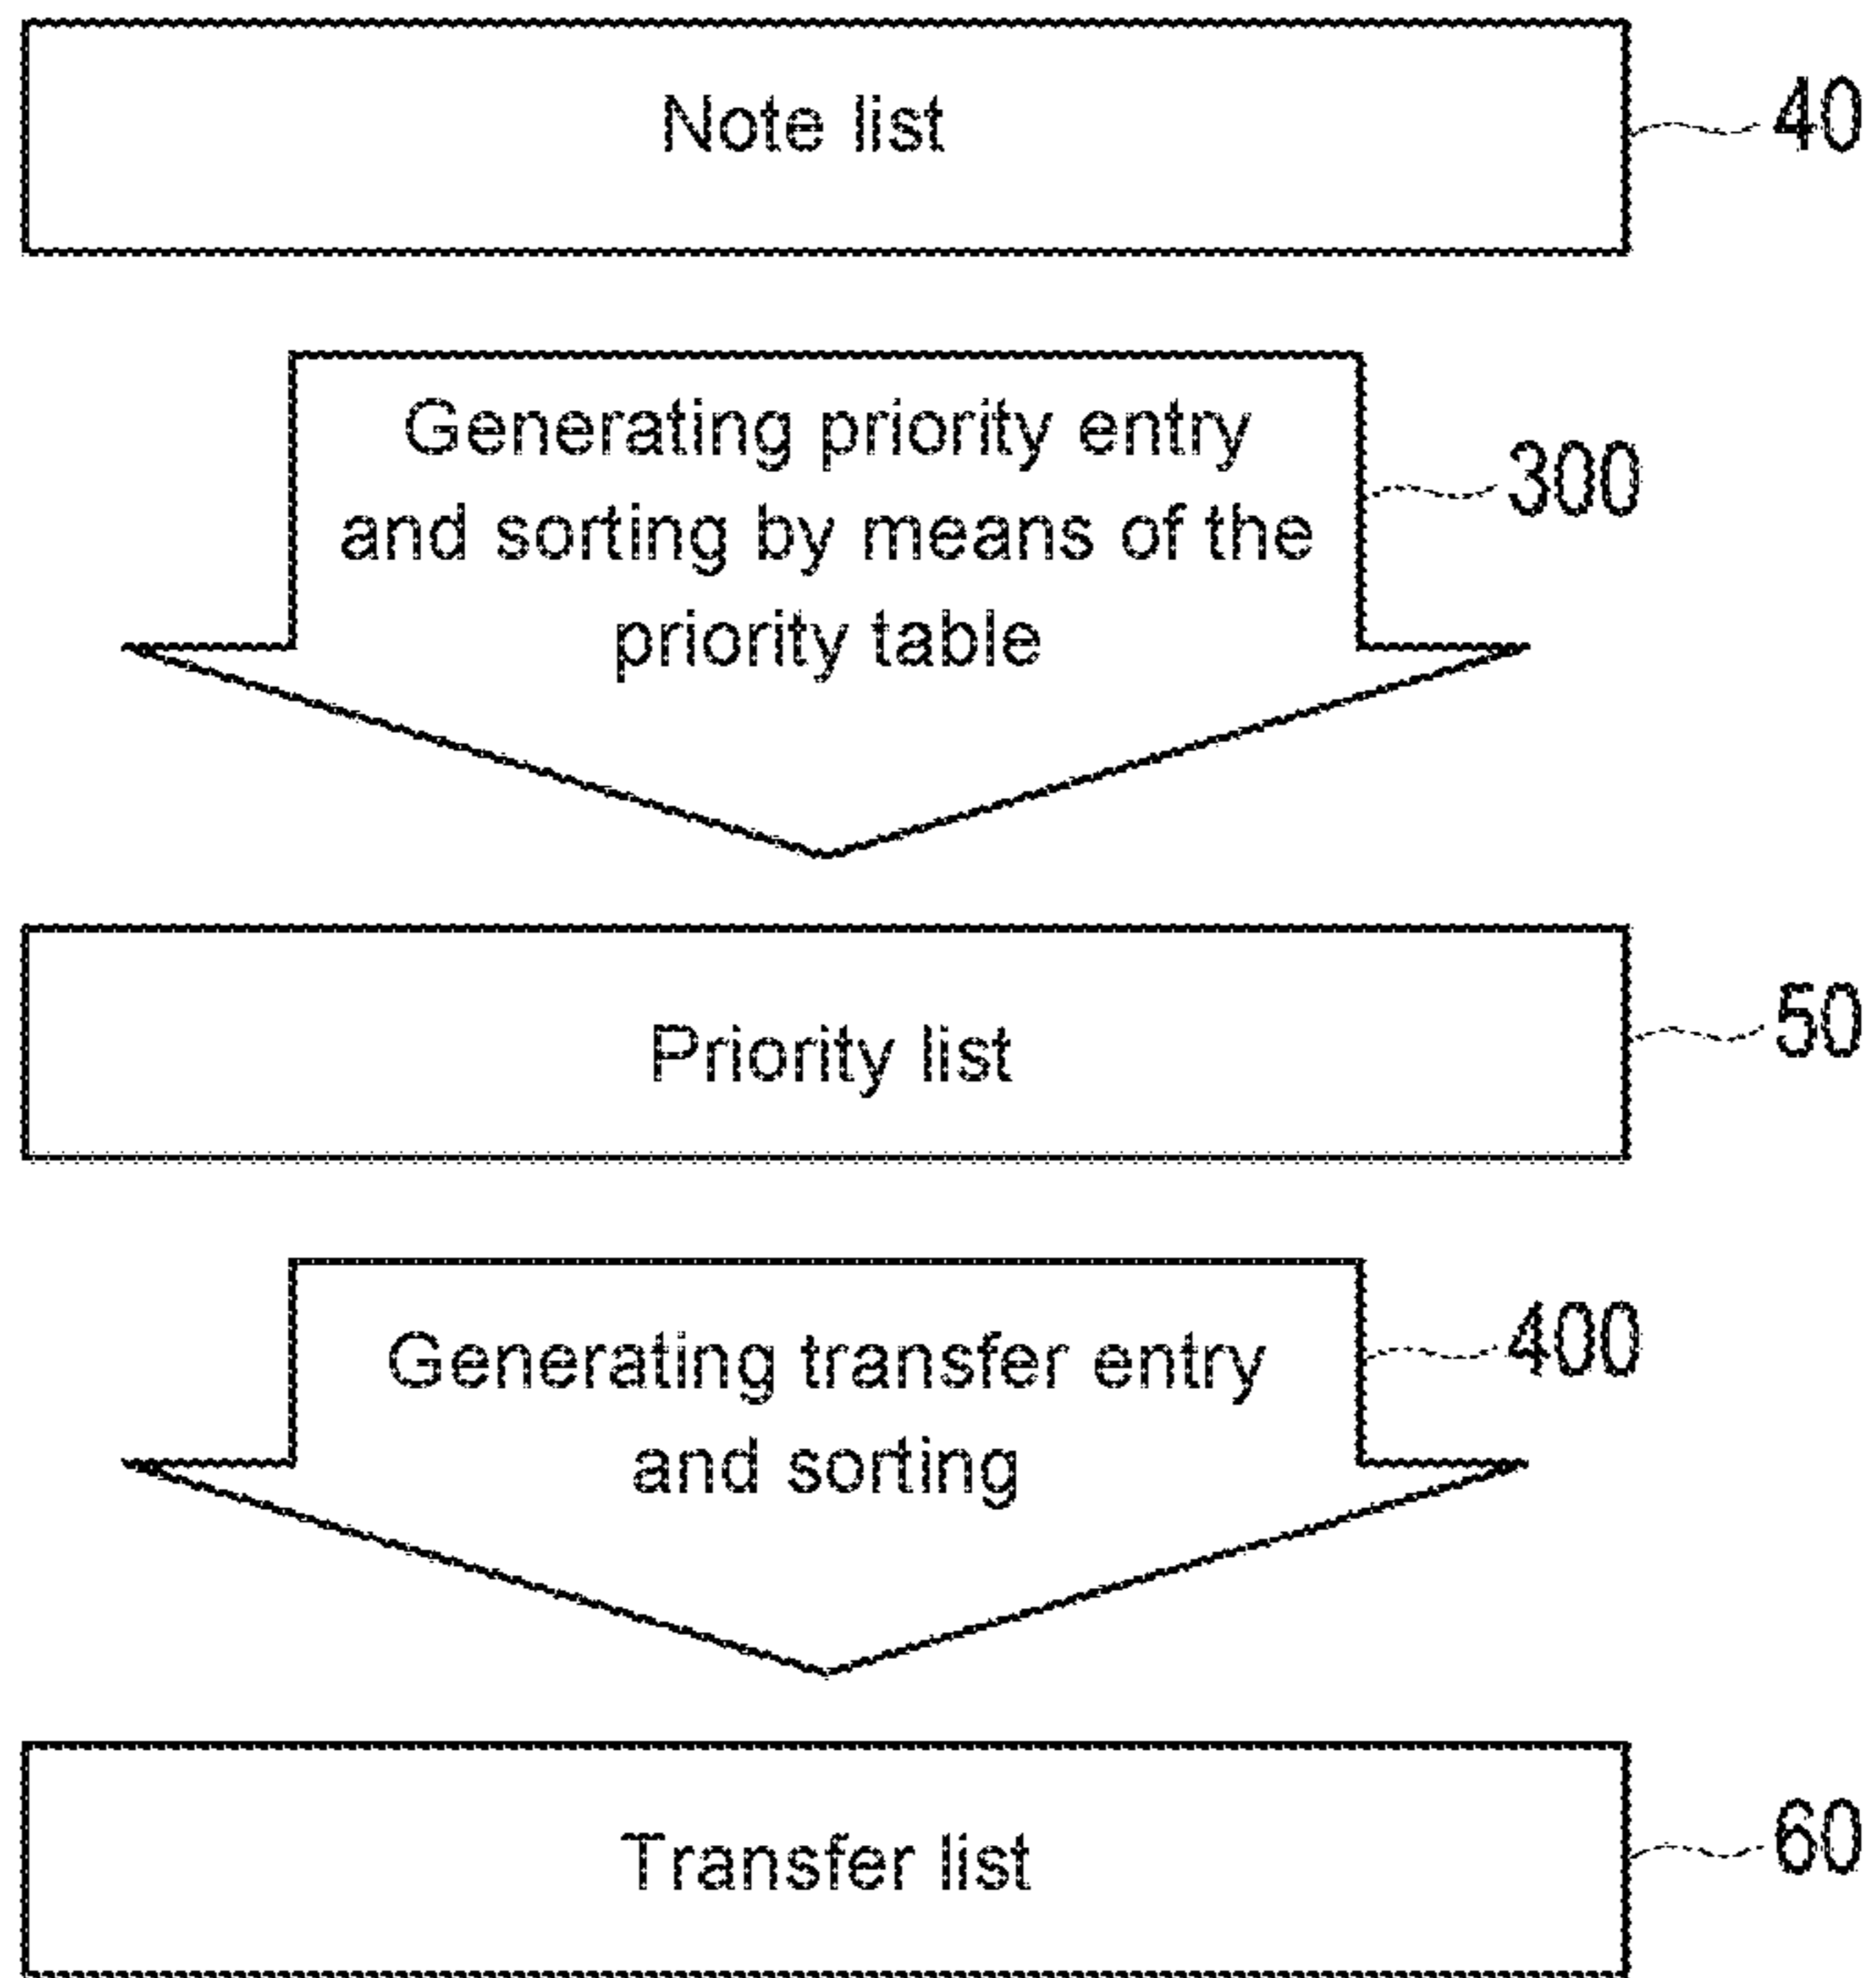 Note list
40
Generating priority entry
and sorting by means of the
priority table
300
Priority list
50
Generating transfer entry
and sorting
400
Transfer list
60